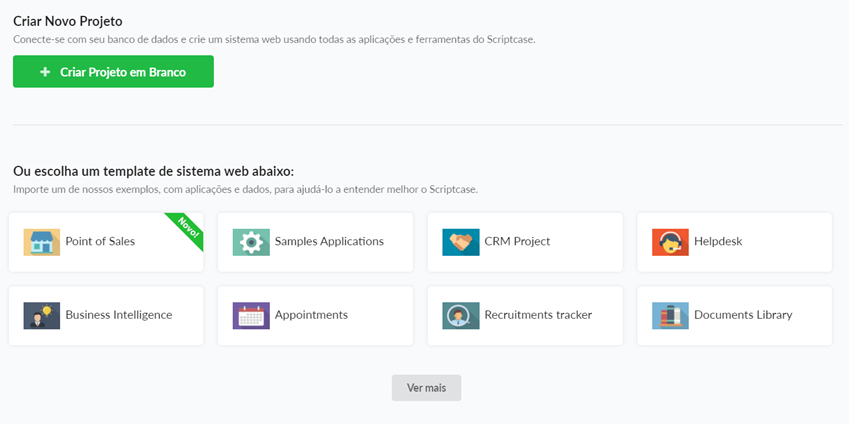 Criar Novo Projeto
Conecte-se com seu banco de dados e crie um sistema web usando todas as aplicações e ferramentas do Scriptcase.
Criar Projeto em Branco
Ou escolha um template de sistema web abaixo:
Importe um de nossos exemplos, com aplicações e dados, para ajudá-lo a entender melhor o Scriptcase.
Point of Sales
Novo!
Samples Applications
CRM Project
Helpdesk
Business Intelligence
Appointments
Recruitments tracker
Documents Library
Ver mais